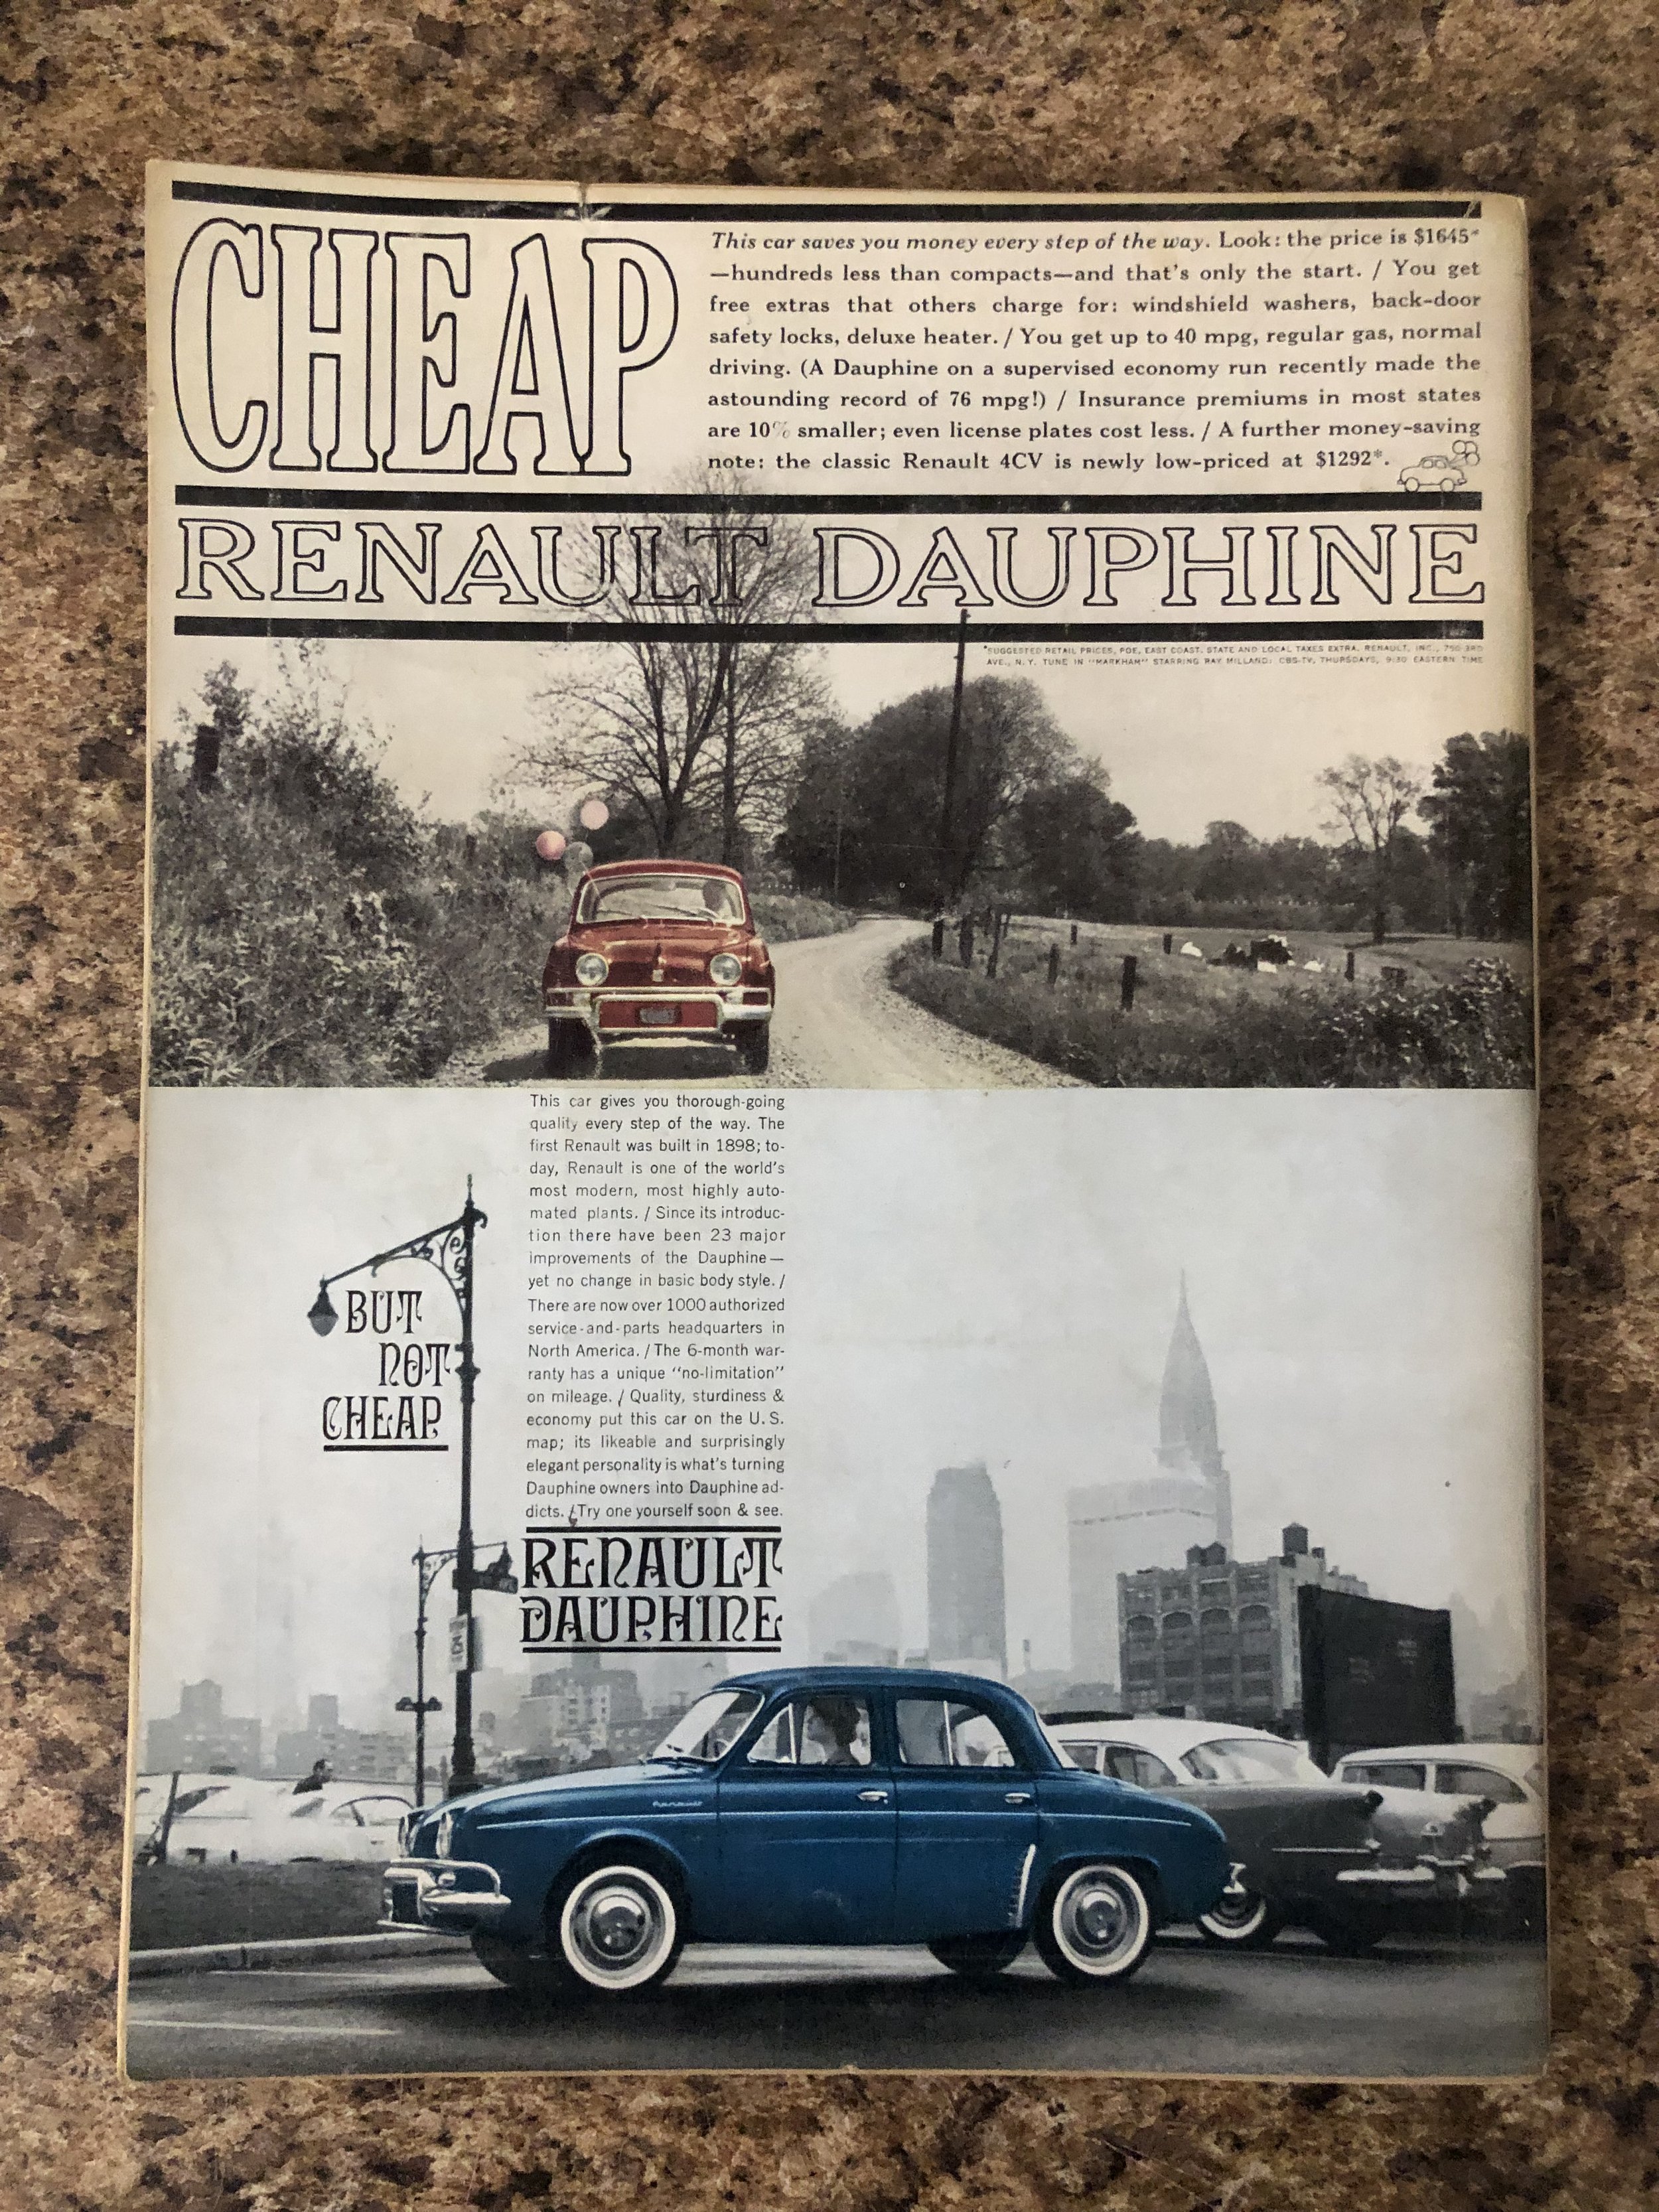 CHEAP
This car saves you money every step of the way. Look: the price is $1645*
—hundreds less than compacts—and that's only the start. / You get
free extras that others charge for: windshield washers, back-door
safety locks, deluxe heater. / You get up to 40 mpg, regular gas, normal
driving. (A Dauphine on a supervised economy run recently made the
astounding record of 76 mpg!) / Insurance premiums in most states
are 10% smaller; even license plates cost less. / A further money-saving
note: the classic Renault 4CV is newly low-priced at $1292*.
RENAULT DAUPHINE
*SUGGESTED RETAIL PRICES, POE, EAST COAST. STATE AND LOCAL TAXES EXTRA. RENAULT, INC., 750 3RD
AVE., N.Y. TUNE IN "MARKHAM" STARRING RAY MILLAND: CBS-TV, THURSDAYS, 9:30 EASTERN TIME
BUT
NOT
CHEAP
This car gives you thorough-going
quality every step of the way. The
first Renault was built in 1898; to-
day, Renault is one of the world's
most modern, most highly auto-
mated plants. / Since its introduc-
tion there have been 23 major
improvements of the Dauphine—
yet no change in basic body style. /
There are now over 1000 authorized
service-and-parts headquarters in
North America. / The 6-month war-
ranty has a unique "no-limitation"
on mileage. / Quality, sturdiness &
economy put this car on the U.S.
map; its likeable and surprisingly
elegant personality is what's turning
Dauphine owners into Dauphine ad-
dicts. / Try one yourself soon & see.
RENAULT
DAUPHINE